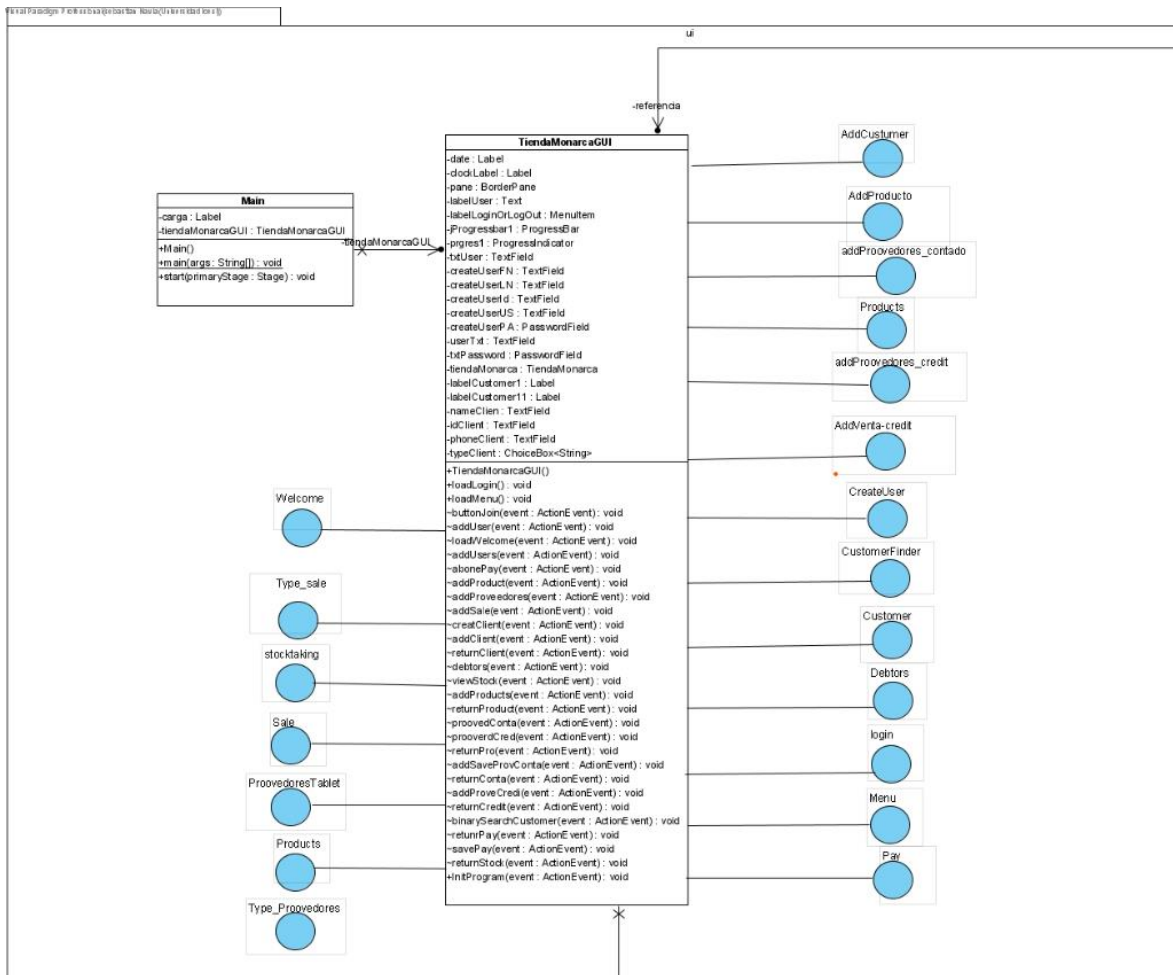 Visual Paradigm Professional(sebastian Navia(Universidad Icesi))
ui
-referencia
TiendaMonarcaGUI
-date : Label
-clockLabel : Label
-pane : BorderPane
-labelUser : Text
-labelLoginOrLogOut : MenuItem
-jProgressbar1 : ProgressBar
-prgres1 : ProgressIndicator
-txtUser : TextField
-createUserFN : TextField
-createUserLN : TextField
-createUserId : TextField
-createUserUS : TextField
-createUserPA : PasswordField
-userTxt : TextField
-txtPassword : PasswordField
-tiendaMonarca : TiendaMonarca
-labelCustomer1 : Label
-labelCustomer11 : Label
-nameClien : TextField
-idClient : TextField
-phoneClient : TextField
-typeClient : ChoiceBox<String>
+TiendaMonarcaGUI()
+loadLogin() : void
+loadMenu() : void
~buttonJoin(event : ActionEvent) : void
~addUser(event : ActionEvent) : void
~loadWelcome(event : ActionEvent) : void
~addUsers(event : ActionEvent) : void
~abonePay(event : ActionEvent) : void
~addProduct(event : ActionEvent) : void
~addProveedores(event : ActionEvent) : void
~addSale(event : ActionEvent) : void
~creatClient(event : ActionEvent) : void
~addClient(event : ActionEvent) : void
~returnClient(event : ActionEvent) : void
~debtors(event : ActionEvent) : void
~viewStock(event : ActionEvent) : void
~addProducts(event : ActionEvent) : void
~returnProduct(event : ActionEvent) : void
~proovedConta(event : ActionEvent) : void
~prooverdCred(event : ActionEvent) : void
~returnPro(event : ActionEvent) : void
~addSaveProvConta(event : ActionEvent) : void
~returnConta(event : ActionEvent) : void
~addProveCredi(event : ActionEvent) : void
~returnCredit(event : ActionEvent) : void
~binarySearchCustomer(event : ActionEvent) : void
~retunrPay(event : ActionEvent) : void
~savePay(event : ActionEvent) : void
~returnStock(event : ActionEvent) : void
+InitProgram(event : ActionEvent) : void
Main
-carga : Label
-tiendaMonarcaGUI : TiendaMonarcaGUI
+Main()
+main(args : String[]) : void
+start(primaryStage : Stage) : void
-tiendaMonarcaGUI
Welcome
Type_sale
stocktaking
Sale
ProovedoresTablet
Products
Type_Proovedores
AddCustumer
AddProducto
addProovedores_contado
Products
addProovedores_credit
AddVenta-credit
CreateUser
CustomerFinder
Customer
Debtors
login
Menu
Pay